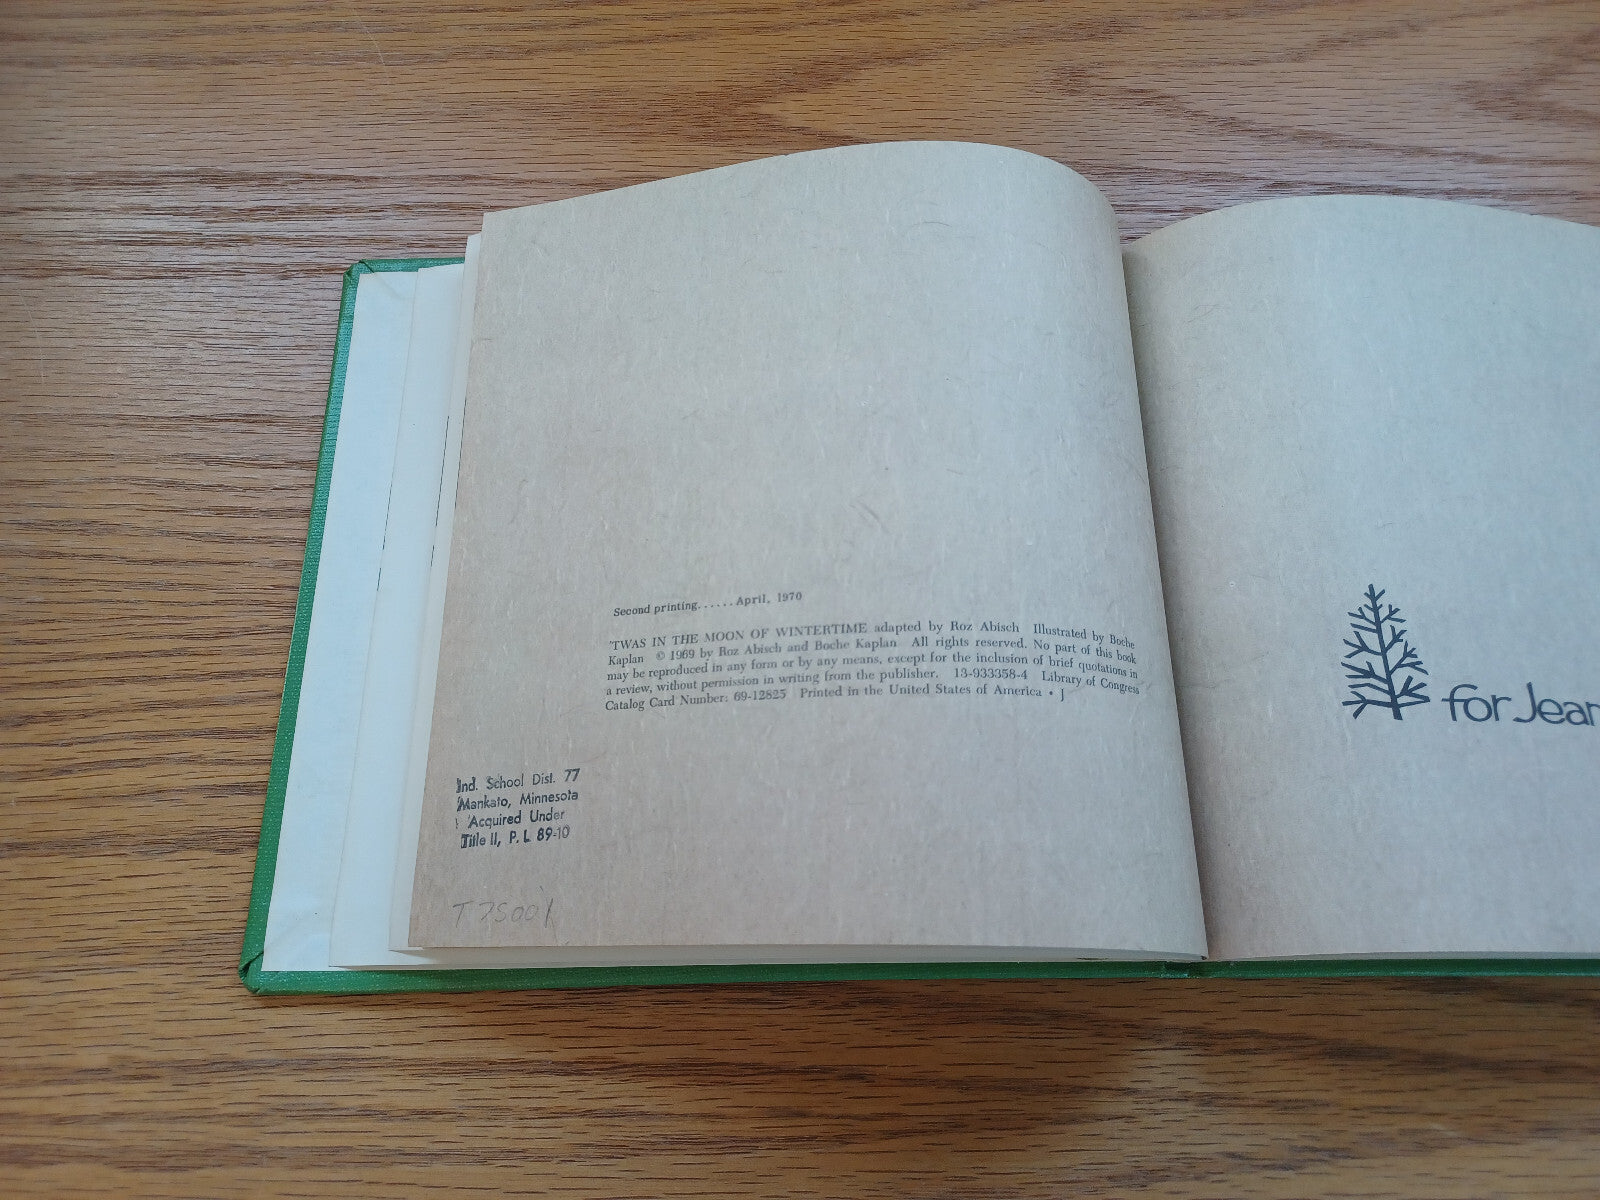 Second printing......April, 1970
'TWAS IN THE MOON OF WINTERTIME adapted by Roz Abisch Illustrated by Boche
Kaplan © 1969 by Roz Abisch and Boche Kaplan All rights reserved. No part of this book
may be reproduced in any form or by any means, except for the inclusion of brief quotations in
a review, without permission in writing from the publisher. 13-933358-4 Library of Congress
Catalog Card Number: 69-12825 Printed in the United States of America • J
Ind. School Dist. 77
Mankato, Minnesota
Acquired Under
Title II, P. L. 89-10
for Jean